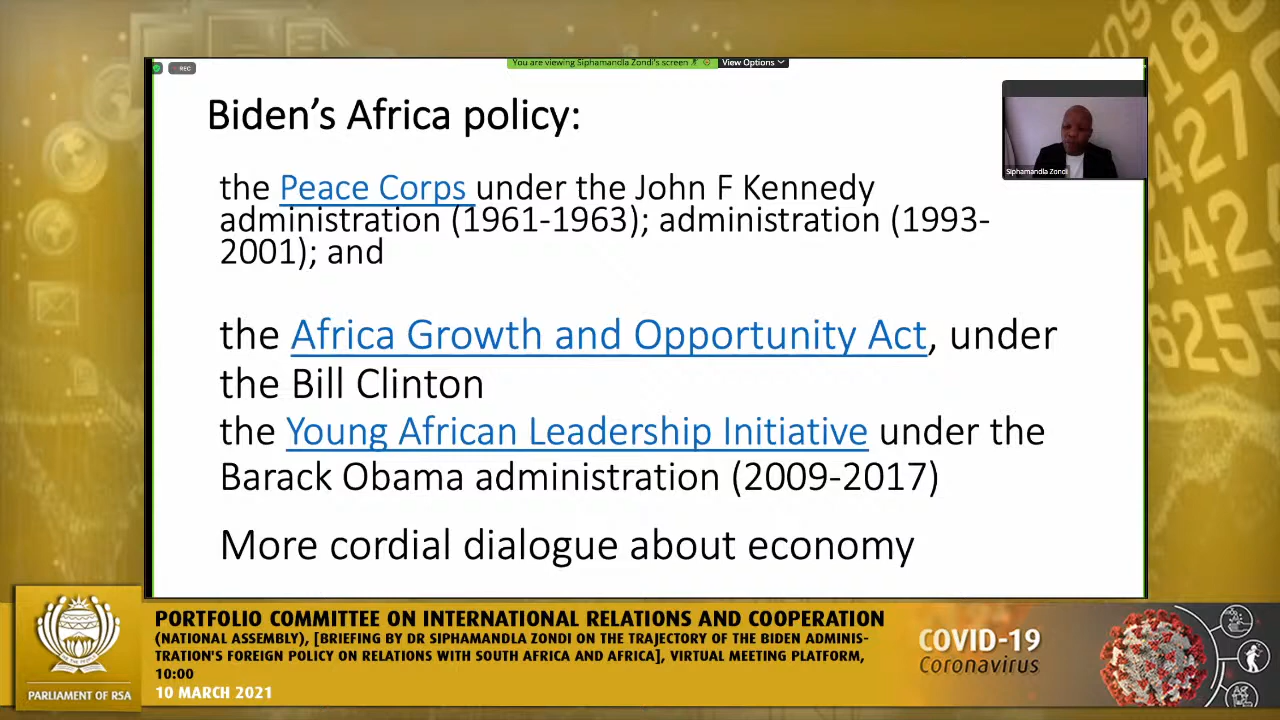 REC
You are viewing Siphamandla Zondi's screen
View Options
Biden's Africa policy:
Siphamandla Zondi
the Peace Corps under the John F Kennedy
administration (1961-1963); administration (1993-
2001); and
the Africa Growth and Opportunity Act, under
the Bill Clinton
the Young African Leadership Initiative under the
Barack Obama administration (2009-2017)
More cordial dialogue about economy
PARLIAMENT OF RSA
PORTFOLIO COMMITTEE ON INTERNATIONAL RELATIONS AND COOPERATION
(NATIONAL ASSEMBLY), [BRIEFING BY DR SIPHAMANDLA ZONDI ON THE TRAJECTORY OF THE BIDEN ADMINIS-
TRATION'S FOREIGN POLICY ON RELATIONS WITH SOUTH AFRICA AND AFRICA], VIRTUAL MEETING PLATFORM,
10:00
10 MARCH 2021
COVID-19
Coronavirus